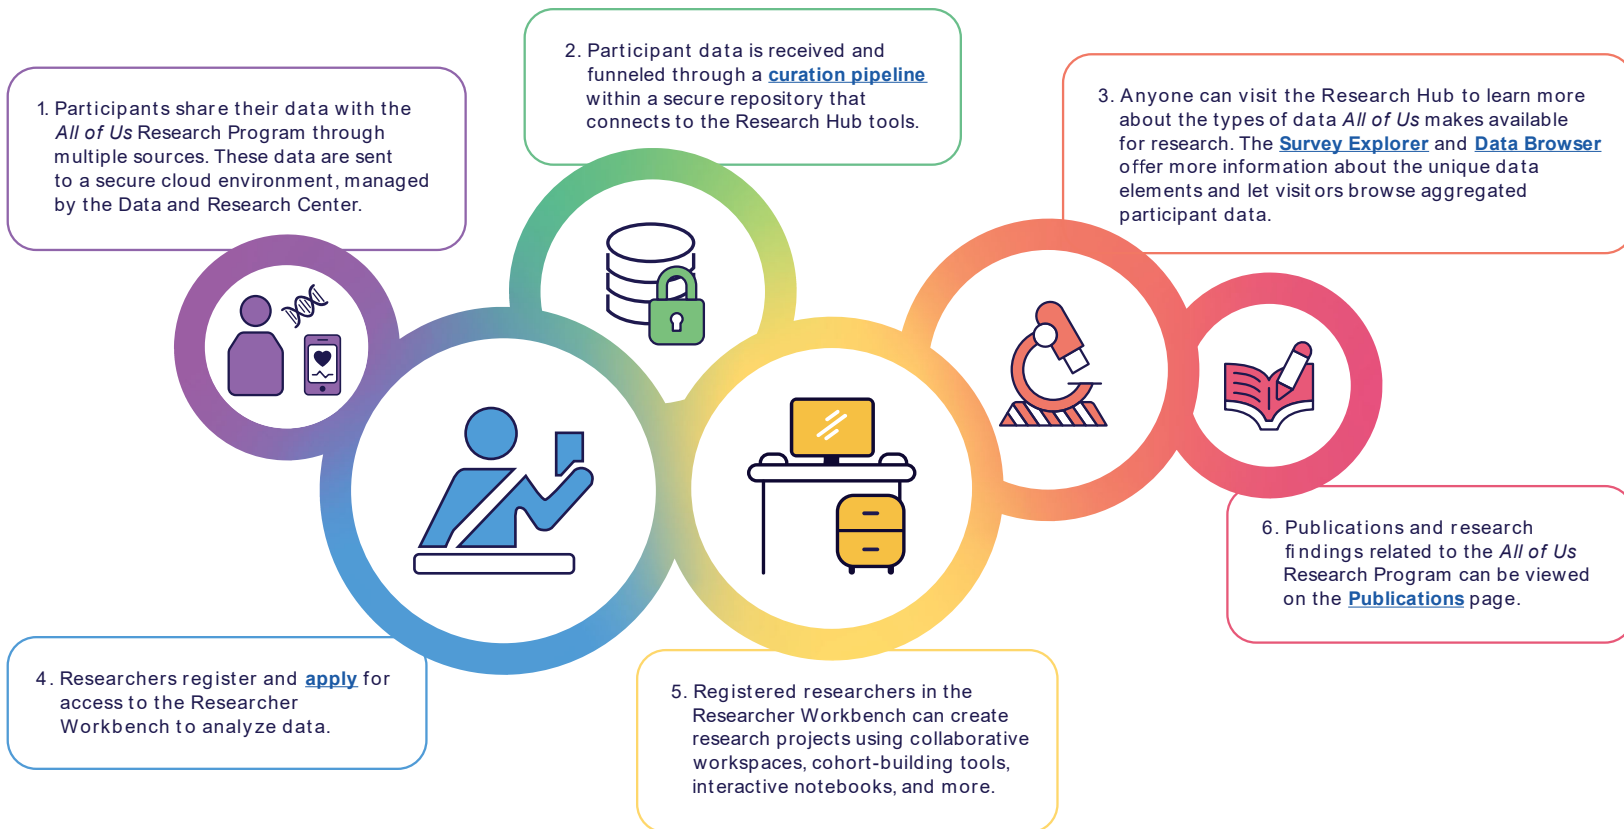 1. Participants share their data with the
All of Us Research Program through
multiple sources. These data are sent
to a secure cloud environment, managed
by the Data and Research Center.
2. Participant data is received and
funneled through a curation pipeline
within a secure repository that
connects to the Research Hub tools.
3. Anyone can visit the Research Hub to learn more
about the types of data All of Us makes available
for research. The Survey Explorer and Data Browser
offer more information about the unique data
elements and let visitors browse aggregated
participant data.
4. Researchers register and apply for
access to the Researcher
Workbench to analyze data.
5. Registered researchers in the
Researcher Workbench can create
research projects using collaborative
workspaces, cohort-building tools,
interactive notebooks, and more.
6. Publications and research
findings related to the All of Us
Research Program can be viewed
on the Publications page.